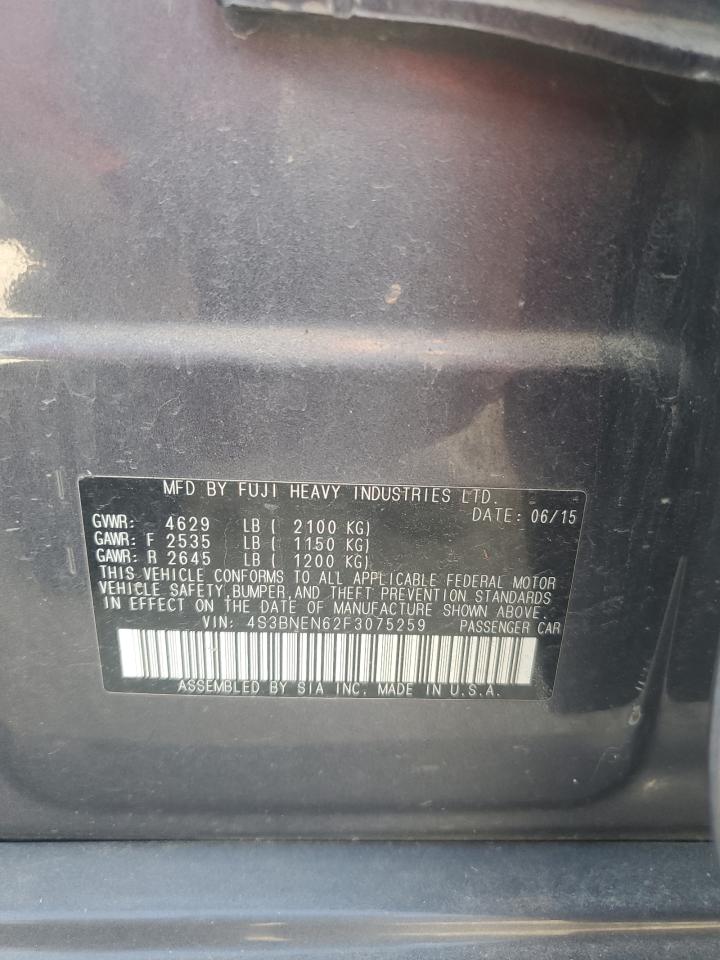 MFD BY FUJI HEAVY INDUSTRIES LTD.
DATE: 06/15
GVWR: 4629 LB ( 2100 KG)
GAWR: F 2535 LB ( 1150 KG)
GAWR: R 2645 LB ( 1200 KG)
THIS VEHICLE CONFORMS TO ALL APPLICABLE FEDERAL MOTOR
VEHICLE SAFETY,BUMPER,AND THEFT PREVENTION STANDARDS
IN EFFECT ON THE DATE OF MANUFACTURE SHOWN ABOVE.
VIN: 4S3BNEN62F3075259 PASSENGER CAR
ASSEMBLED BY SIA INC. MADE IN U.S.A.